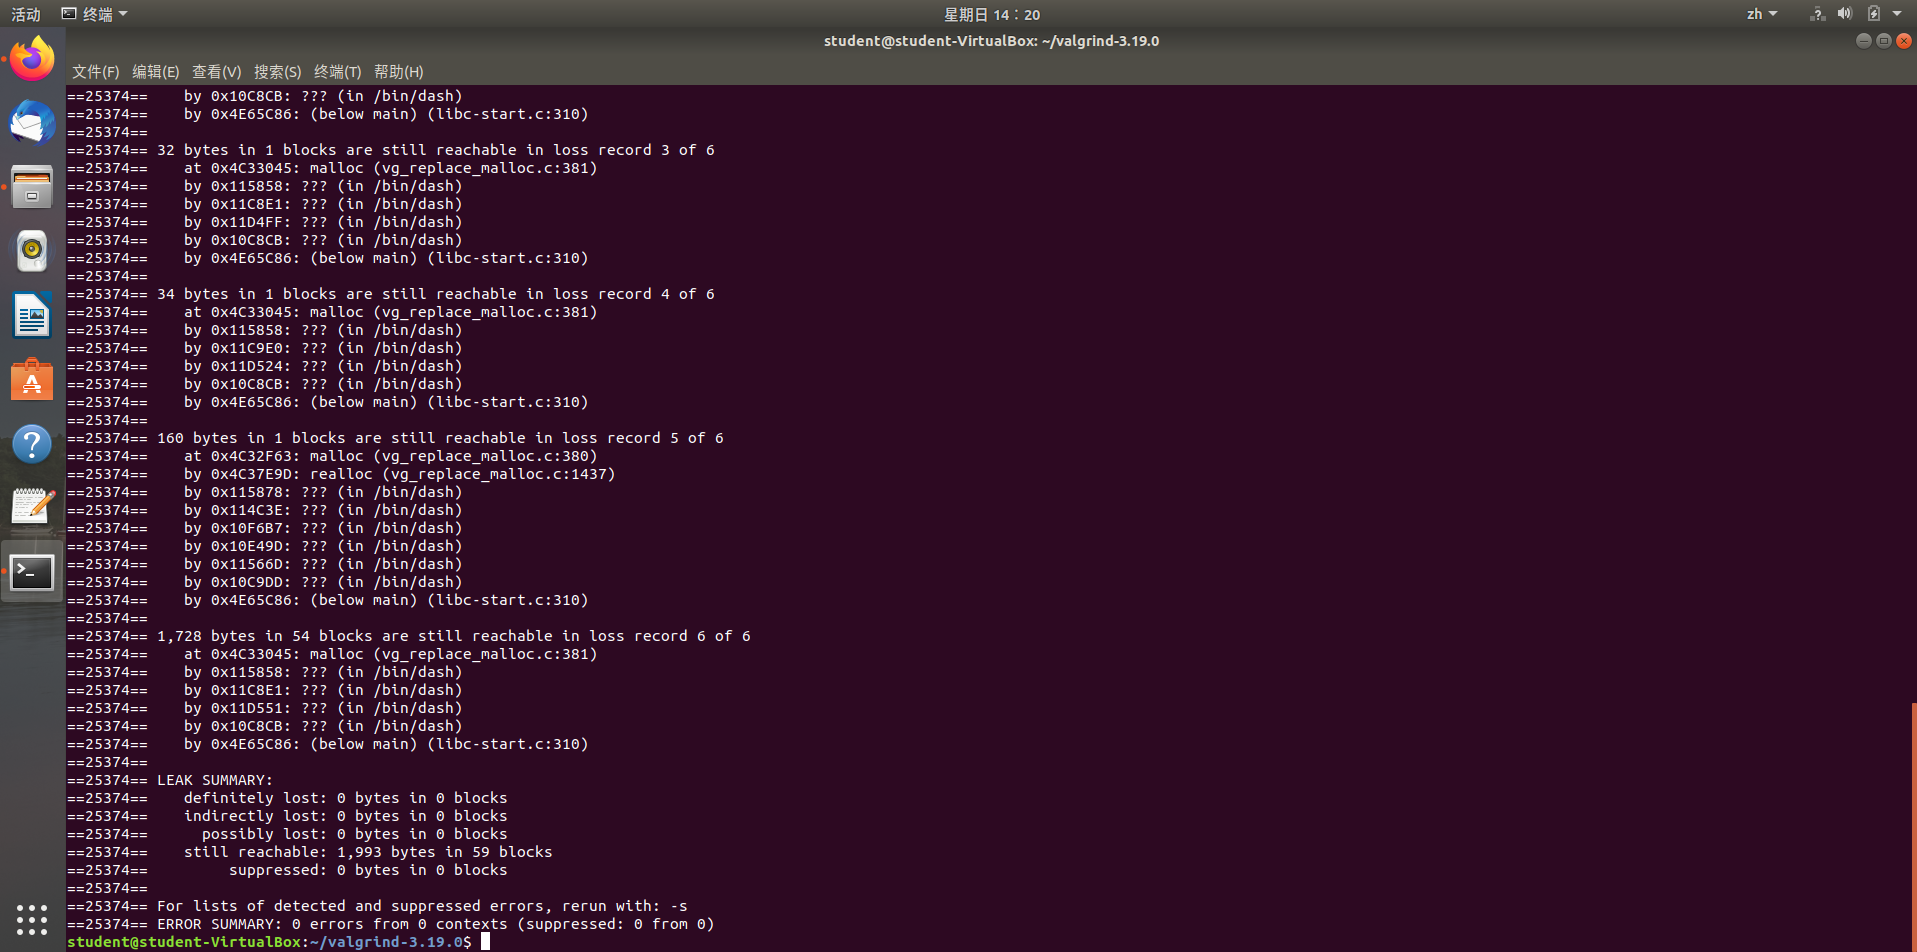 活动 终端 星期日 14：20 zh
student@student-VirtualBox: ~/valgrind-3.19.0
文件(F) 编辑(E) 查看(V) 搜索(S) 终端(T) 帮助(H)
==25374==    by 0x10C8CB: ??? (in /bin/dash)
==25374==    by 0x4E65C86: (below main) (libc-start.c:310)
==25374==
==25374== 32 bytes in 1 blocks are still reachable in loss record 3 of 6
==25374==    at 0x4C33045: malloc (vg_replace_malloc.c:381)
==25374==    by 0x115858: ??? (in /bin/dash)
==25374==    by 0x11C8E1: ??? (in /bin/dash)
==25374==    by 0x11D4FF: ??? (in /bin/dash)
==25374==    by 0x10C8CB: ??? (in /bin/dash)
==25374==    by 0x4E65C86: (below main) (libc-start.c:310)
==25374==
==25374== 34 bytes in 1 blocks are still reachable in loss record 4 of 6
==25374==    at 0x4C33045: malloc (vg_replace_malloc.c:381)
==25374==    by 0x115858: ??? (in /bin/dash)
==25374==    by 0x11C9E0: ??? (in /bin/dash)
==25374==    by 0x11D524: ??? (in /bin/dash)
==25374==    by 0x10C8CB: ??? (in /bin/dash)
==25374==    by 0x4E65C86: (below main) (libc-start.c:310)
==25374==
==25374== 160 bytes in 1 blocks are still reachable in loss record 5 of 6
==25374==    at 0x4C32F63: malloc (vg_replace_malloc.c:380)
==25374==    by 0x4C37E9D: realloc (vg_replace_malloc.c:1437)
==25374==    by 0x115878: ??? (in /bin/dash)
==25374==    by 0x114C3E: ??? (in /bin/dash)
==25374==    by 0x10F6B7: ??? (in /bin/dash)
==25374==    by 0x10E49D: ??? (in /bin/dash)
==25374==    by 0x11566D: ??? (in /bin/dash)
==25374==    by 0x10C9DD: ??? (in /bin/dash)
==25374==    by 0x4E65C86: (below main) (libc-start.c:310)
==25374==
==25374== 1,728 bytes in 54 blocks are still reachable in loss record 6 of 6
==25374==    at 0x4C33045: malloc (vg_replace_malloc.c:381)
==25374==    by 0x115858: ??? (in /bin/dash)
==25374==    by 0x11C8E1: ??? (in /bin/dash)
==25374==    by 0x11D551: ??? (in /bin/dash)
==25374==    by 0x10C8CB: ??? (in /bin/dash)
==25374==    by 0x4E65C86: (below main) (libc-start.c:310)
==25374==
==25374== LEAK SUMMARY:
==25374==    definitely lost: 0 bytes in 0 blocks
==25374==    indirectly lost: 0 bytes in 0 blocks
==25374==      possibly lost: 0 bytes in 0 blocks
==25374==    still reachable: 1,993 bytes in 59 blocks
==25374==         suppressed: 0 bytes in 0 blocks
==25374==
==25374== For lists of detected and suppressed errors, rerun with: -s
==25374== ERROR SUMMARY: 0 errors from 0 contexts (suppressed: 0 from 0)
student@student-VirtualBox:~/valgrind-3.19.0$